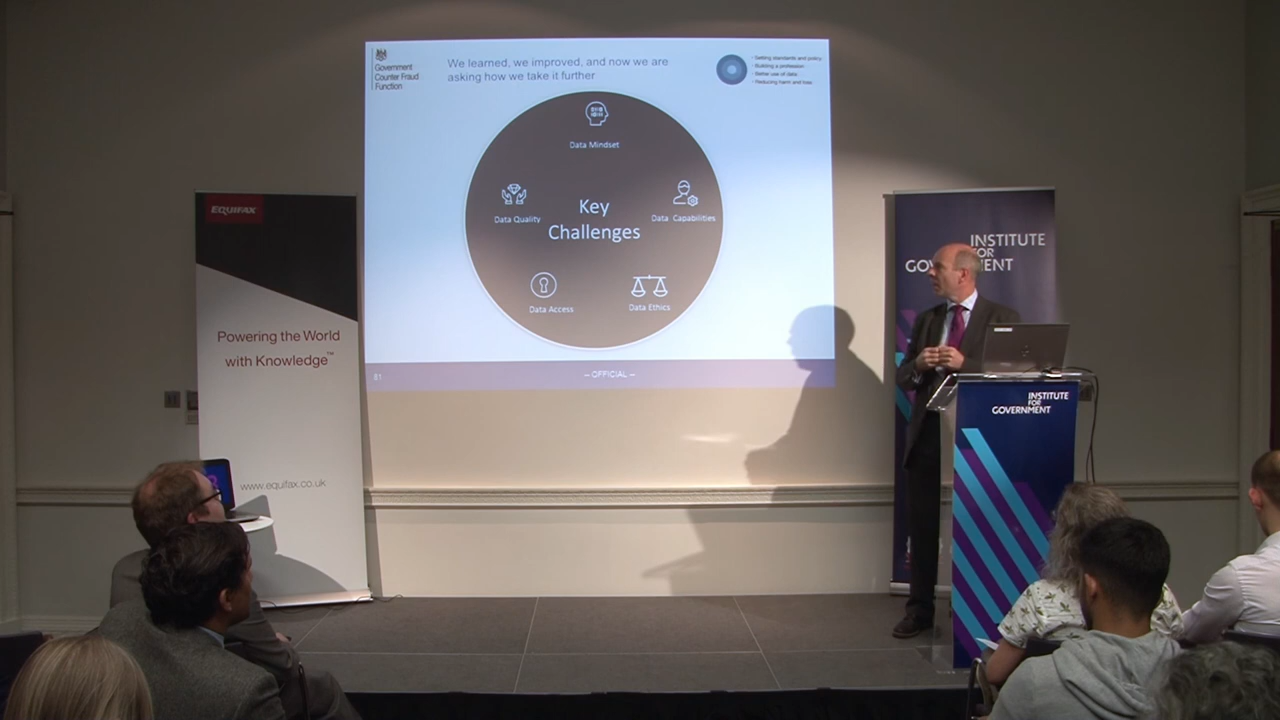 Government
Counter Fraud
Function
We learned, we improved, and now we are
asking how we take it further
Setting standards and policy
Building a profession
Better use of data
Reducing harm and loss
Data Mindset
Data Quality
Key
Challenges
Data Capabilities
Data Access
Data Ethics
81
– OFFICIAL –
EQUIFAX
Powering the World
with Knowledge™
www.equifax.co.uk
INSTITUTE
FOR
INSTITUTE
FOR
GOVERNMENT